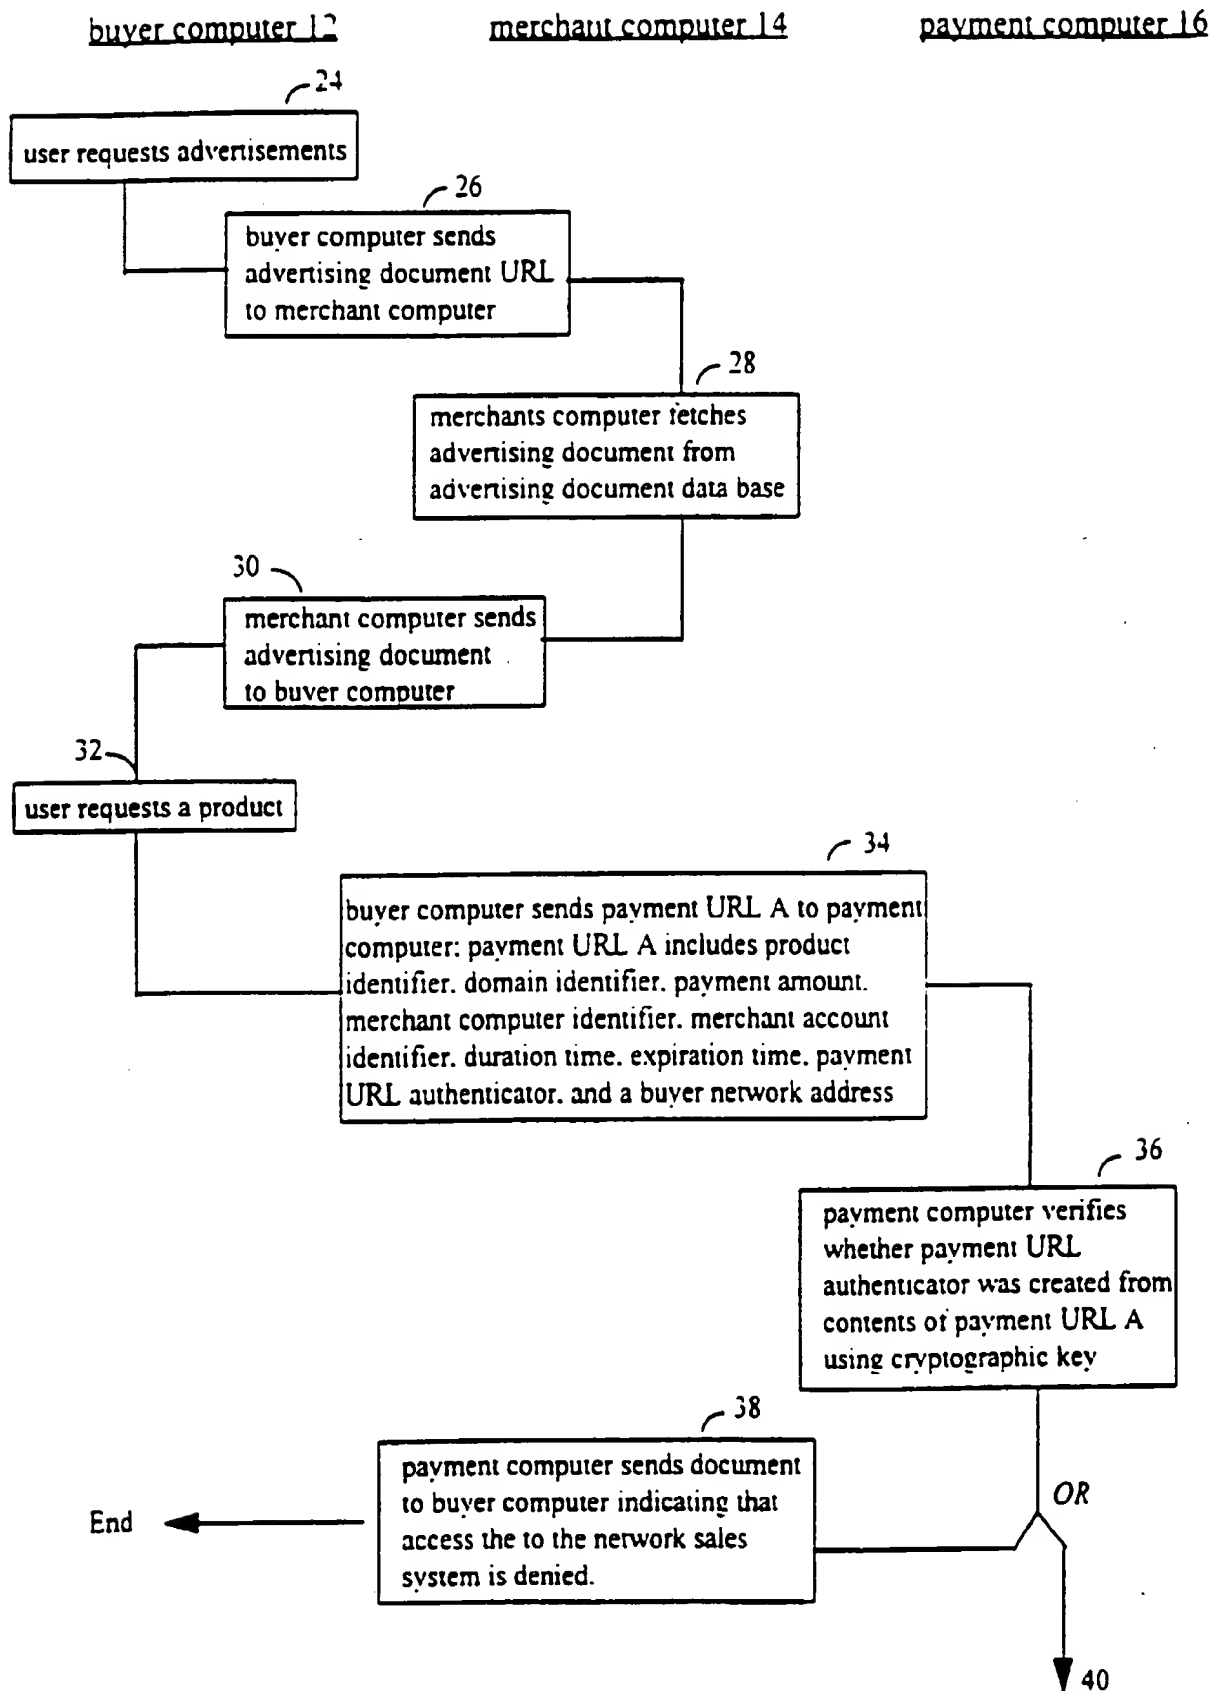 buyer computer 12
merchant computer 14
payment computer 16
24
user requests advertisements
26
buyer computer sends
advertising document URL
to merchant computer
28
merchants computer fetches
advertising document from
advertising document data base
30
merchant computer sends
advertising document
to buyer computer
32
user requests a product
34
buyer computer sends payment URL A to payment
computer: payment URL A includes product
identifier. domain identifier. payment amount.
merchant computer identifier. merchant account
identifier. duration time. expiration time. payment
URL authenticator. and a buyer network address
36
payment computer verifies
whether payment URL
authenticator was created from
contents of payment URL A
using cryptographic key
38
payment computer sends document
to buyer computer indicating that
access the to the network sales
system is denied.
End
OR
40